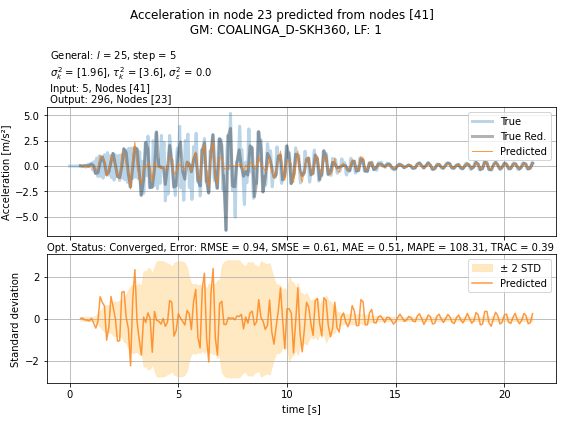 Acceleration in node 23 predicted from nodes [41]
GM: COALINGA_D-SKH360, LF: 1
General: l = 25, step = 5
σ²ₖ = [1.96], τ²ₖ = [3.6], σ²ε = 0.0
Input: 5, Nodes [41]
Output: 296, Nodes [23]
5.0
2.5
0.0
−2.5
−5.0
Acceleration [m/s²]
True
True Red.
Predicted
Opt. Status: Converged, Error: RMSE = 0.94, SMSE = 0.61, MAE = 0.51, MAPE = 108.31, TRAC = 0.39
2
0
−2
Standard deviation
± 2 STD
Predicted
0 5 10 15 20
time [s]